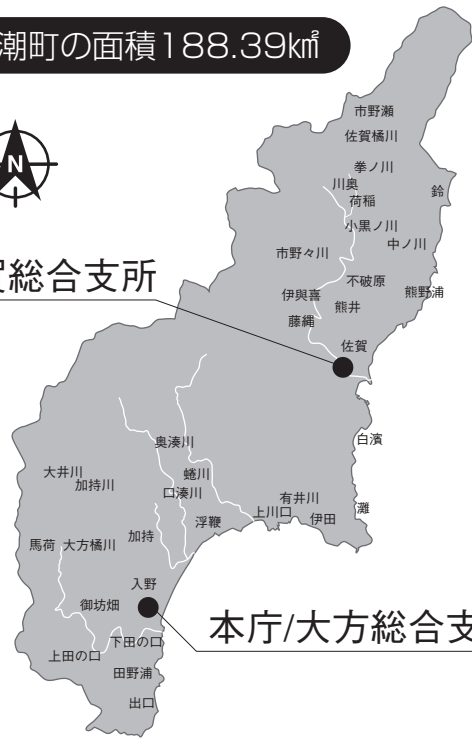 潮町の面積188.39k㎡
N
市野瀬
佐賀橘川
拳ノ川
川奥
荷稲
鈴
小黒ノ川
中ノ川
市野々川
不破原
伊與喜
熊井
熊野浦
藤縄
賀総合支所
佐賀
白濱
奥湊川
大井川
加持川
蜷川
口湊川
有井川
上川口
伊田
灘
浮鞭
馬荷
大方橘川
加持
入野
御坊畑
下田の口
本庁/大方総合支
上田の口
田野浦
出口